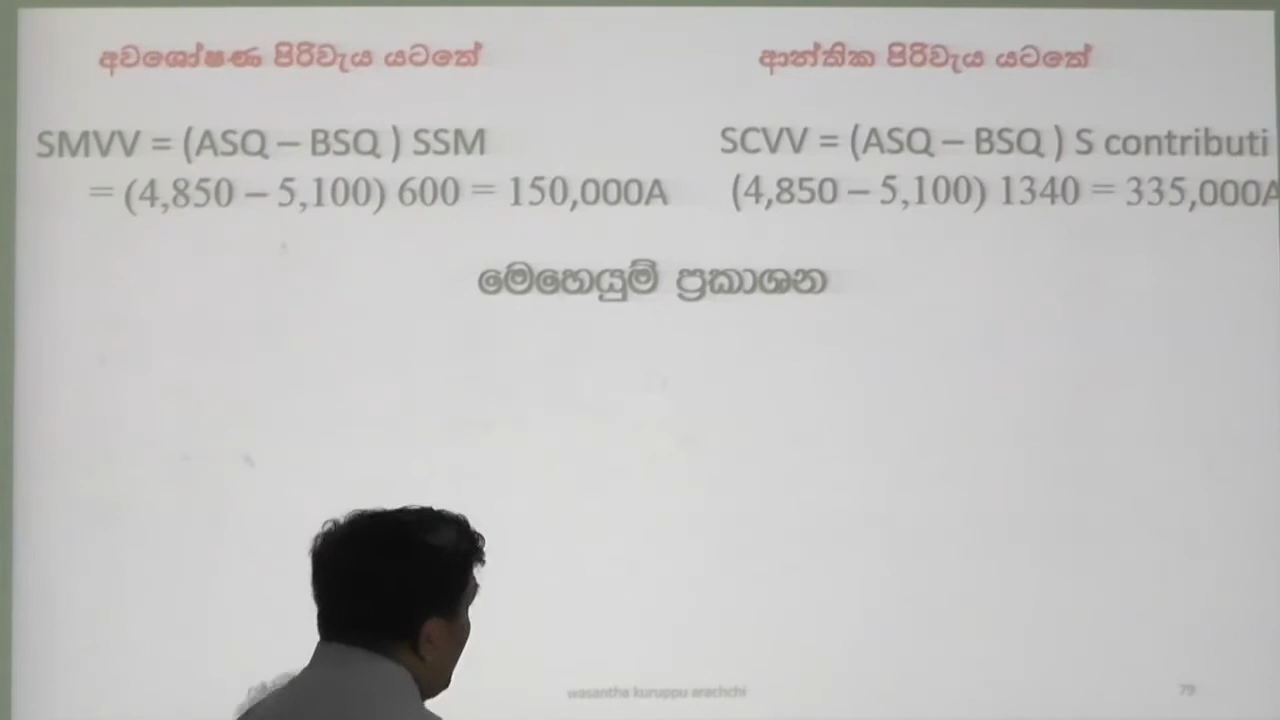 අවශෝෂණ පිරිවැය යටතේ
ආන්තික පිරිවැය යටතේ
SMVV = (ASQ – BSQ ) SSM
= (4,850 – 5,100) 600 = 150,000A
SCVV = (ASQ – BSQ ) S contributi
(4,850 – 5,100) 1340 = 335,000A
මෙහෙයුම් ප්‍රකාශන
wasantha kuruppu arachchi
79